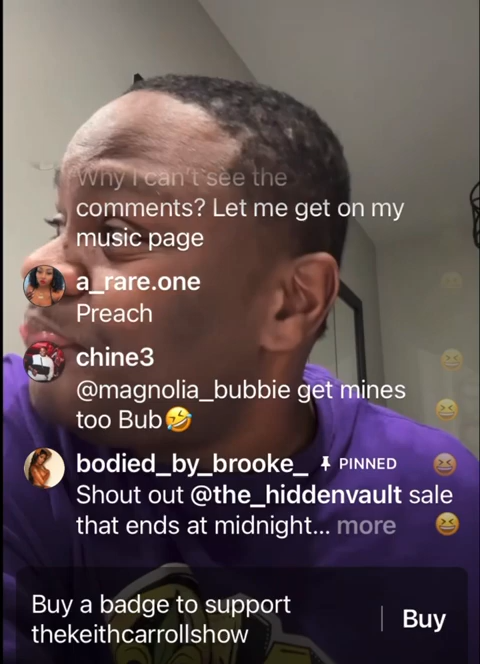 Why I can't see the
comments? Let me get on my
music page
a_rare.one
Preach
chine3
@magnolia_bubbie get mines
too Bub🤣
bodied_by_brooke_ PINNED
Shout out @the_hiddenvault sale
that ends at midnight... more
Buy a badge to support
thekeithcarrollshow
Buy